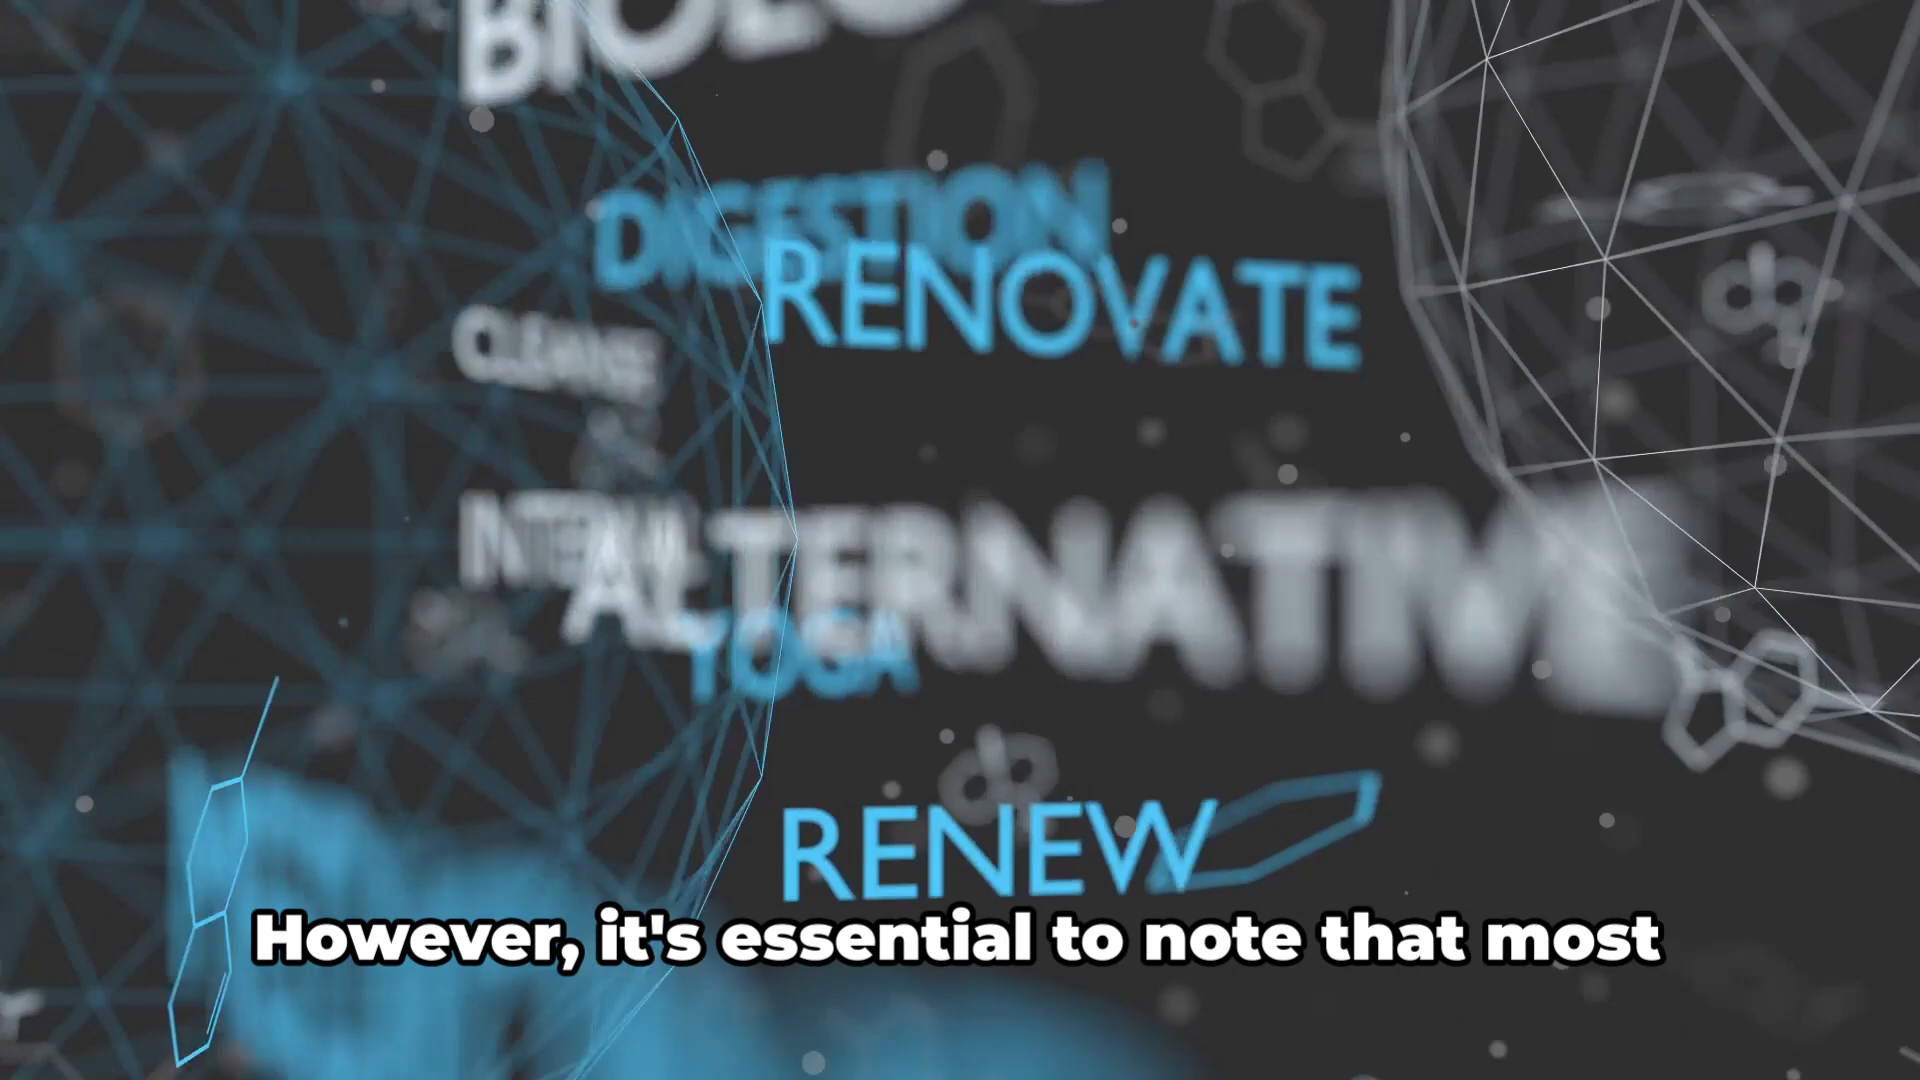 DIGESTION
RENOVATE
CLEANSE
ALTERNATIVE
YOGA
RENEW
However, it's essential to note that most